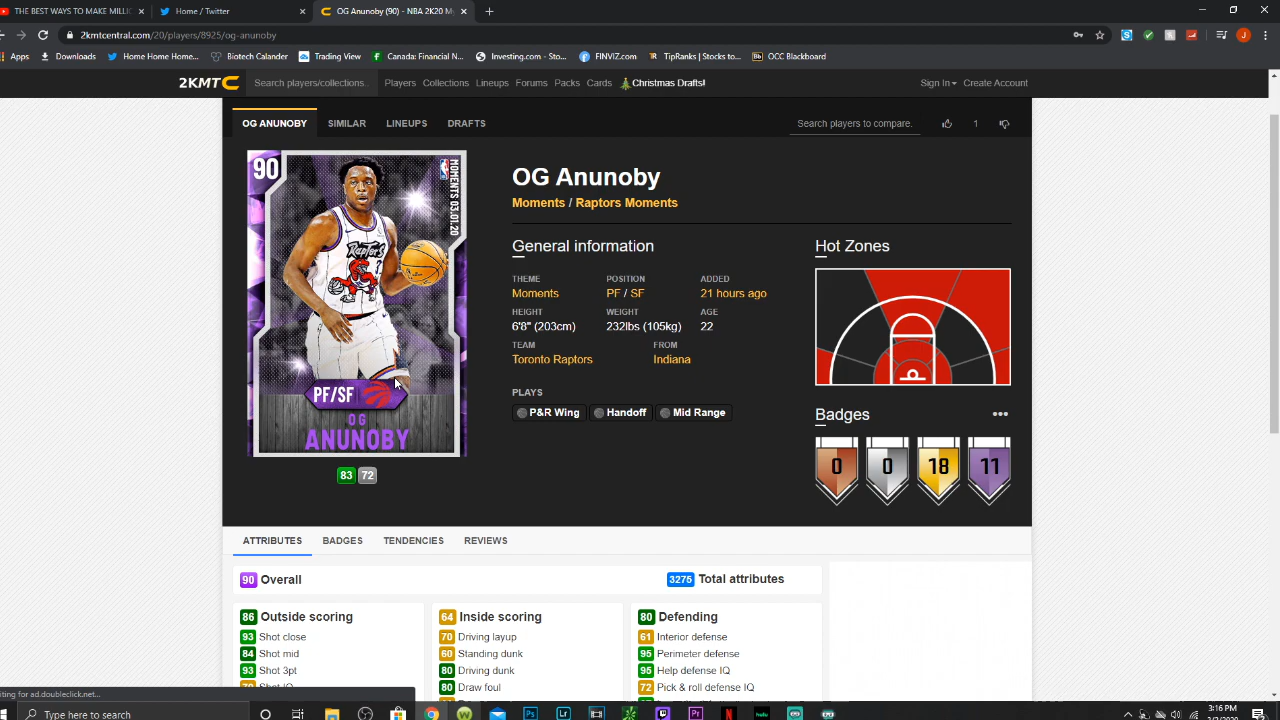 THE BEST WAYS TO MAKE MILLI
Home / Twitter
OG Anunoby (90) - NBA 2K20 M
2kmtcentral.com/20/players/8925/og-anunoby
Apps
Downloads
Home Home Home...
Biotech Calander
Trading View
Canada: Financial N...
Investing.com - Sto...
FINVIZ.com
TipRanks | Stocks to...
OCC Blackboard
2KMTC
Search players/collections..
Players
Collections
Lineups
Forums
Packs
Cards
Christmas Drafts!
Sign In
Create Account
OG ANUNOBY
SIMILAR
LINEUPS
DRAFTS
Search players to compare.
1
90
MOMENTS 03.01.20
RAPTORS
PF/SF
OG
ANUNOBY
83 72
OG Anunoby
Moments / Raptors Moments
General information
THEME
POSITION
ADDED
Moments
PF / SF
21 hours ago
HEIGHT
WEIGHT
AGE
6'8" (203cm)
232lbs (105kg)
22
TEAM
FROM
Toronto Raptors
Indiana
PLAYS
P&R Wing
Handoff
Mid Range
Hot Zones
Badges
0
0
18
11
ATTRIBUTES
BADGES
TENDENCIES
REVIEWS
90 Overall
3275 Total attributes
86 Outside scoring
93 Shot close
84 Shot mid
93 Shot 3pt
Shot IQ
64 Inside scoring
70 Driving layup
60 Standing dunk
80 Driving dunk
80 Draw foul
80 Defending
61 Interior defense
95 Perimeter defense
95 Help defense IQ
72 Pick & roll defense IQ
iting for ad.doubleclick.net...
Type here to search
3:16 PM